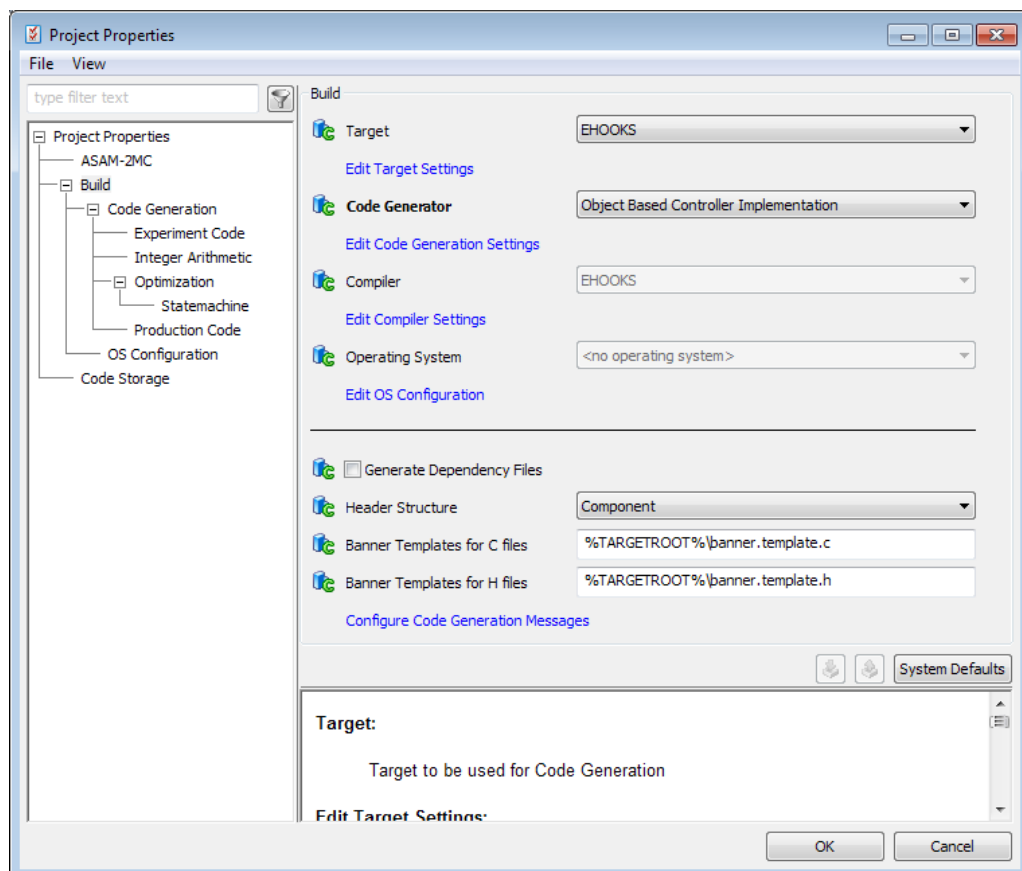 Project Properties
File View
type filter text
Project Properties
ASAM-2MC
Build
Code Generation
Experiment Code
Integer Arithmetic
Optimization
Statemachine
Production Code
OS Configuration
Code Storage
Build
Target EHOOKS
Edit Target Settings
Code Generator Object Based Controller Implementation
Edit Code Generation Settings
Compiler EHOOKS
Edit Compiler Settings
Operating System <no operating system>
Edit OS Configuration
Generate Dependency Files
Header Structure Component
Banner Templates for C files %TARGETROOT%\banner.template.c
Banner Templates for H files %TARGETROOT%\banner.template.h
Configure Code Generation Messages
System Defaults
Target:
Target to be used for Code Generation
Edit Target Settings:
OK Cancel